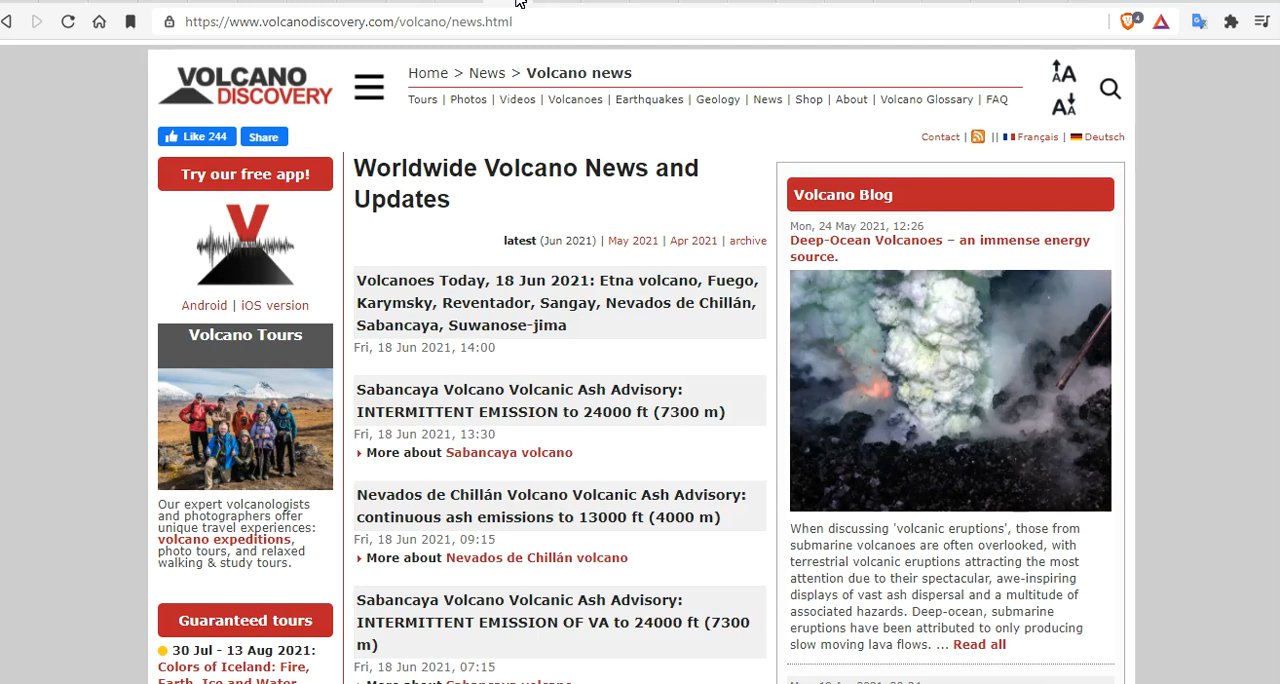 https://www.volcanodiscovery.com/volcano/news.html
4
VOLCANO
DISCOVERY
Home > News > Volcano news
Tours | Photos | Videos | Volcanoes | Earthquakes | Geology | News | Shop | About | Volcano Glossary | FAQ
A
A
Like 244
Share
Contact | || Français | Deutsch
Try our free app!
V
Android | iOS version
Volcano Tours
Our expert volcanologists
and photographers offer
unique travel experiences:
volcano expeditions,
photo tours, and relaxed
walking & study tours.
Guaranteed tours
30 Jul - 13 Aug 2021:
Colors of Iceland: Fire,
Earth, Ice and Water
Worldwide Volcano News and
Updates
latest (Jun 2021) | May 2021 | Apr 2021 | archive
Volcanoes Today, 18 Jun 2021: Etna volcano, Fuego,
Karymsky, Reventador, Sangay, Nevados de Chillán,
Sabancaya, Suwanose-jima
Fri, 18 Jun 2021, 14:00
Sabancaya Volcano Volcanic Ash Advisory:
INTERMITTENT EMISSION to 24000 ft (7300 m)
Fri, 18 Jun 2021, 13:30
More about Sabancaya volcano
Nevados de Chillán Volcano Volcanic Ash Advisory:
continuous ash emissions to 13000 ft (4000 m)
Fri, 18 Jun 2021, 09:15
More about Nevados de Chillán volcano
Sabancaya Volcano Volcanic Ash Advisory:
INTERMITTENT EMISSION OF VA to 24000 ft (7300
m)
Fri, 18 Jun 2021, 07:15
More about Sabancaya volcano
Volcano Blog
Mon, 24 May 2021, 12:26
Deep-Ocean Volcanoes – an immense energy
source.
When discussing 'volcanic eruptions', those from
submarine volcanoes are often overlooked, with
terrestrial volcanic eruptions attracting the most
attention due to their spectacular, awe-inspiring
displays of vast ash dispersal and a multitude of
associated hazards. Deep-ocean, submarine
eruptions have been attributed to only producing
slow moving lava flows. ... Read all